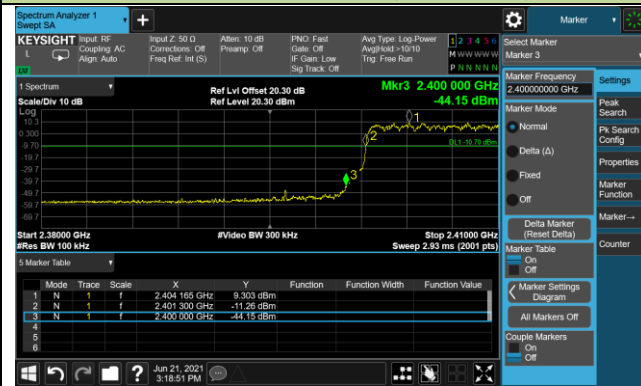 Spectrum Analyzer 1
Swept SA
+
Marker
KEYSIGHT
L
Input: RF
Coupling: AC
Align: Auto
Input Z: 50 Ω
Corrections: Off
Freq Ref: Int (S)
Atten: 10 dB
Preamp: Off
PNO: Fast
Gate: Off
IF Gain: Low
Sig Track: Off
Avg Type: Log-Power
Avg|Hold:>10/10
Trig: Free Run
1 2 3 4 5 6
M W W W W W
P N N N N N
LXI
1 Spectrum
Scale/Div 10 dB
Ref Lvl Offset 20.30 dB
Ref Level 20.30 dBm
Mkr3 2.400 000 GHz
-44.15 dBm
Log
10.3
0.300
-9.70
-19.7
-29.7
-39.7
-49.7
-59.7
-69.7
1
2
3
DL1 -10.70 dBm
Start 2.38000 GHz
#Res BW 100 kHz
#Video BW 300 kHz
Stop 2.41000 GHz
Sweep 2.93 ms (2001 pts)
5 Marker Table
Mode Trace Scale X Y Function Function Width Function Value
1 N 1 f 2.404 165 GHz 9.303 dBm
2 N 1 f 2.401 300 GHz -11.26 dBm
3 N 1 f 2.400 000 GHz -44.15 dBm
4
5
6
Select Marker
Marker 3
Marker Frequency
2.400000000 GHz
Marker Mode
Normal
Delta (Δ)
Fixed
Off
Delta Marker
(Reset Delta)
Marker Table
On
Off
Marker Settings
Diagram
All Markers Off
Couple Markers
On
Off
Settings
Peak
Search
Pk Search
Config
Properties
Marker
Function
Marker→
Counter
?
Jun 21, 2021
3:18:51 PM